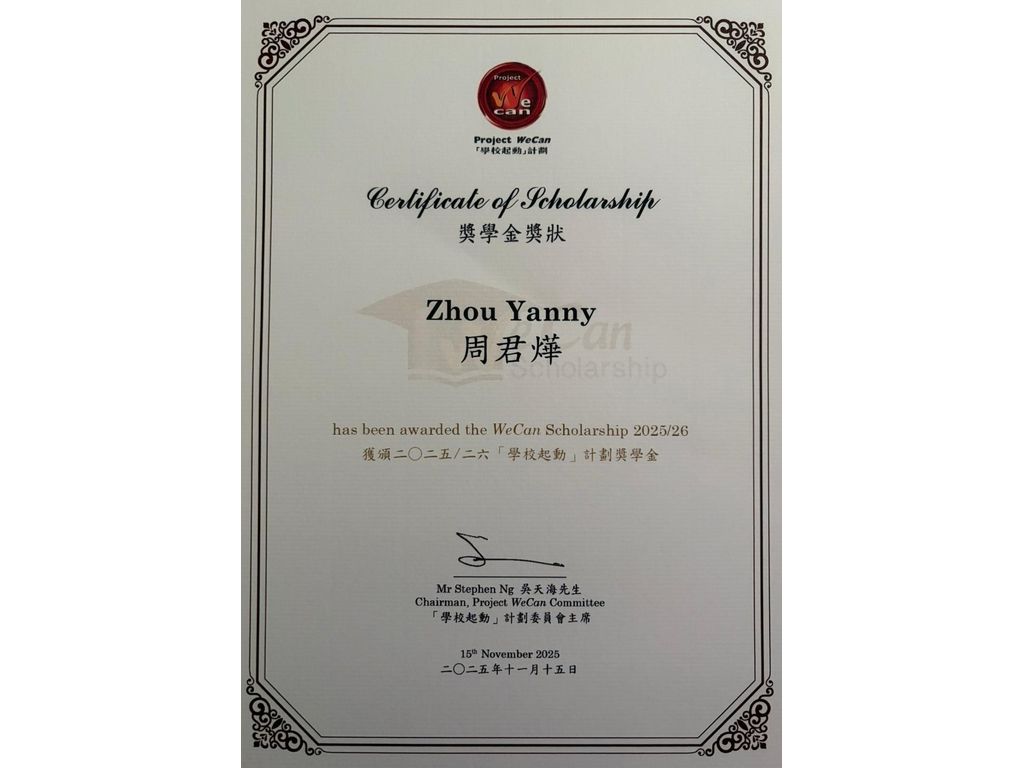 Project
We
can
Project WeCan
「學校起動」計劃
Certificate of Scholarship
獎學金獎狀
Zhou Yanny
周君燁
WeCan
Scholarship
has been awarded the WeCan Scholarship 2025/26
獲頒二〇二五/二六「學校起動」計劃獎學金
Mr Stephen Ng 吳天海先生
Chairman, Project WeCan Committee
「學校起動」計劃委員會主席
15th November 2025
二〇二五年十一月十五日